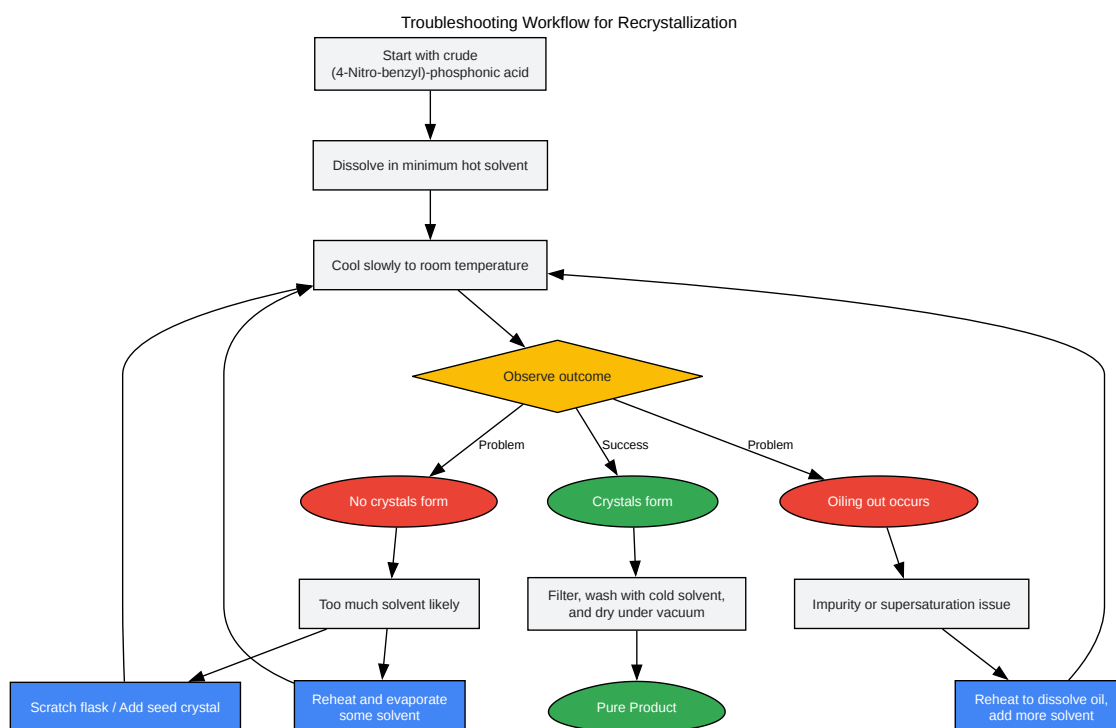 Troubleshooting Workflow for Recrystallization
Start with crude
(4-Nitro-benzyl)-phosphonic acid
Dissolve in minimum hot solvent
Cool slowly to room temperature
Observe outcome
Problem
Success
Problem
No crystals form
Crystals form
Oiling out occurs
Too much solvent likely
Filter, wash with cold solvent,
and dry under vacuum
Impurity or supersaturation issue
Scratch flask / Add seed crystal
Reheat and evaporate
some solvent
Pure Product
Reheat to dissolve oil,
add more solvent